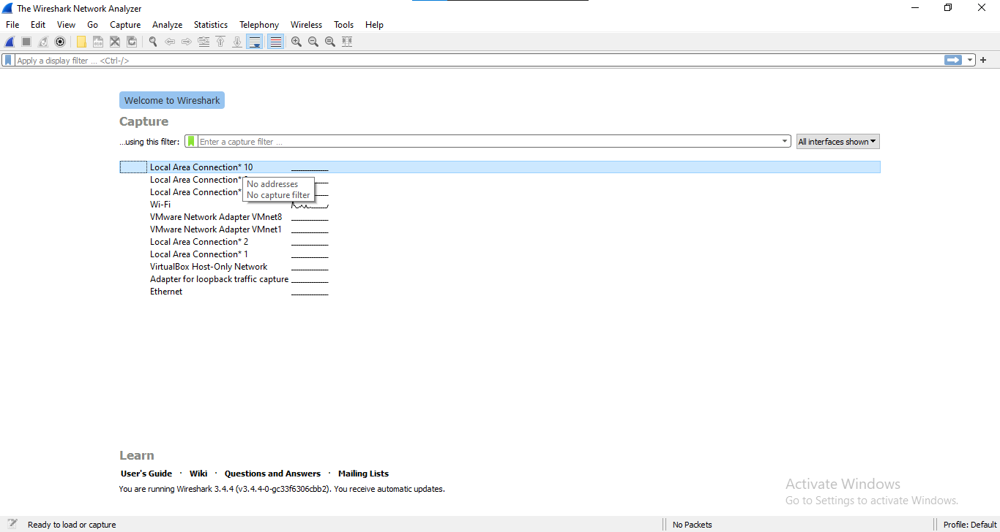 The Wireshark Network Analyzer
File Edit View Go Capture Analyze Statistics Telephony Wireless Tools Help
Apply a display filter ... <Ctrl-/>
Welcome to Wireshark
Capture
...using this filter: Enter a capture filter ... All interfaces shown
Local Area Connection* 10
Local Area Connection*
No addresses
Local Area Connection*
No capture filter
Wi-Fi
VMware Network Adapter VMnet8
VMware Network Adapter VMnet1
Local Area Connection* 2
Local Area Connection* 1
VirtualBox Host-Only Network
Adapter for loopback traffic capture
Ethernet
Learn
User's Guide · Wiki · Questions and Answers · Mailing Lists
You are running Wireshark 3.4.4 (v3.4.4-0-gc33f6306cbb2). You receive automatic updates.
Activate Windows
Go to Settings to activate Windows.
Ready to load or capture No Packets Profile: Default